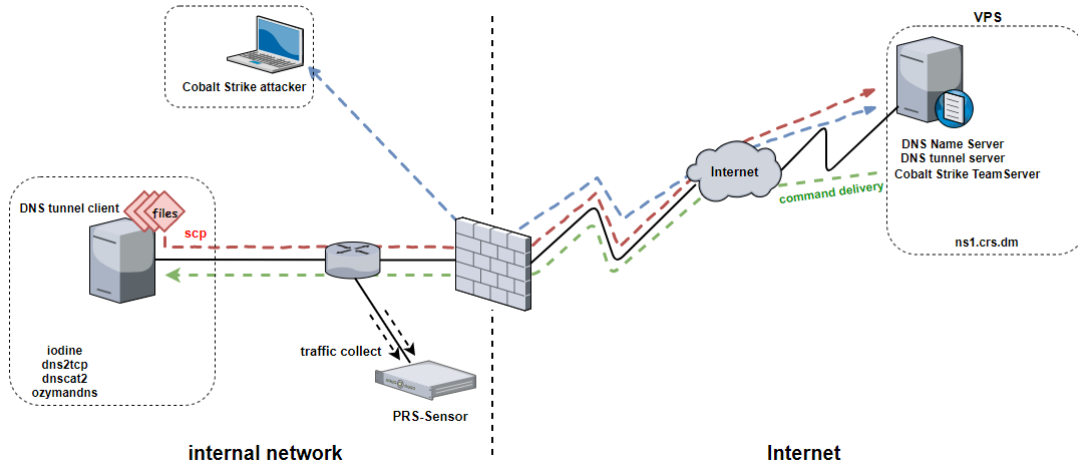 VPS
Cobalt Strike attacker
DNS Name Server
DNS tunnel server
Cobalt Strike TeamServer
Internet
command delivery
DNS tunnel client
files
scp
ns1.crs.dm
traffic collect
iodine
dns2tcp
dnscat2
ozymandns
PRS-Sensor
internal network
Internet